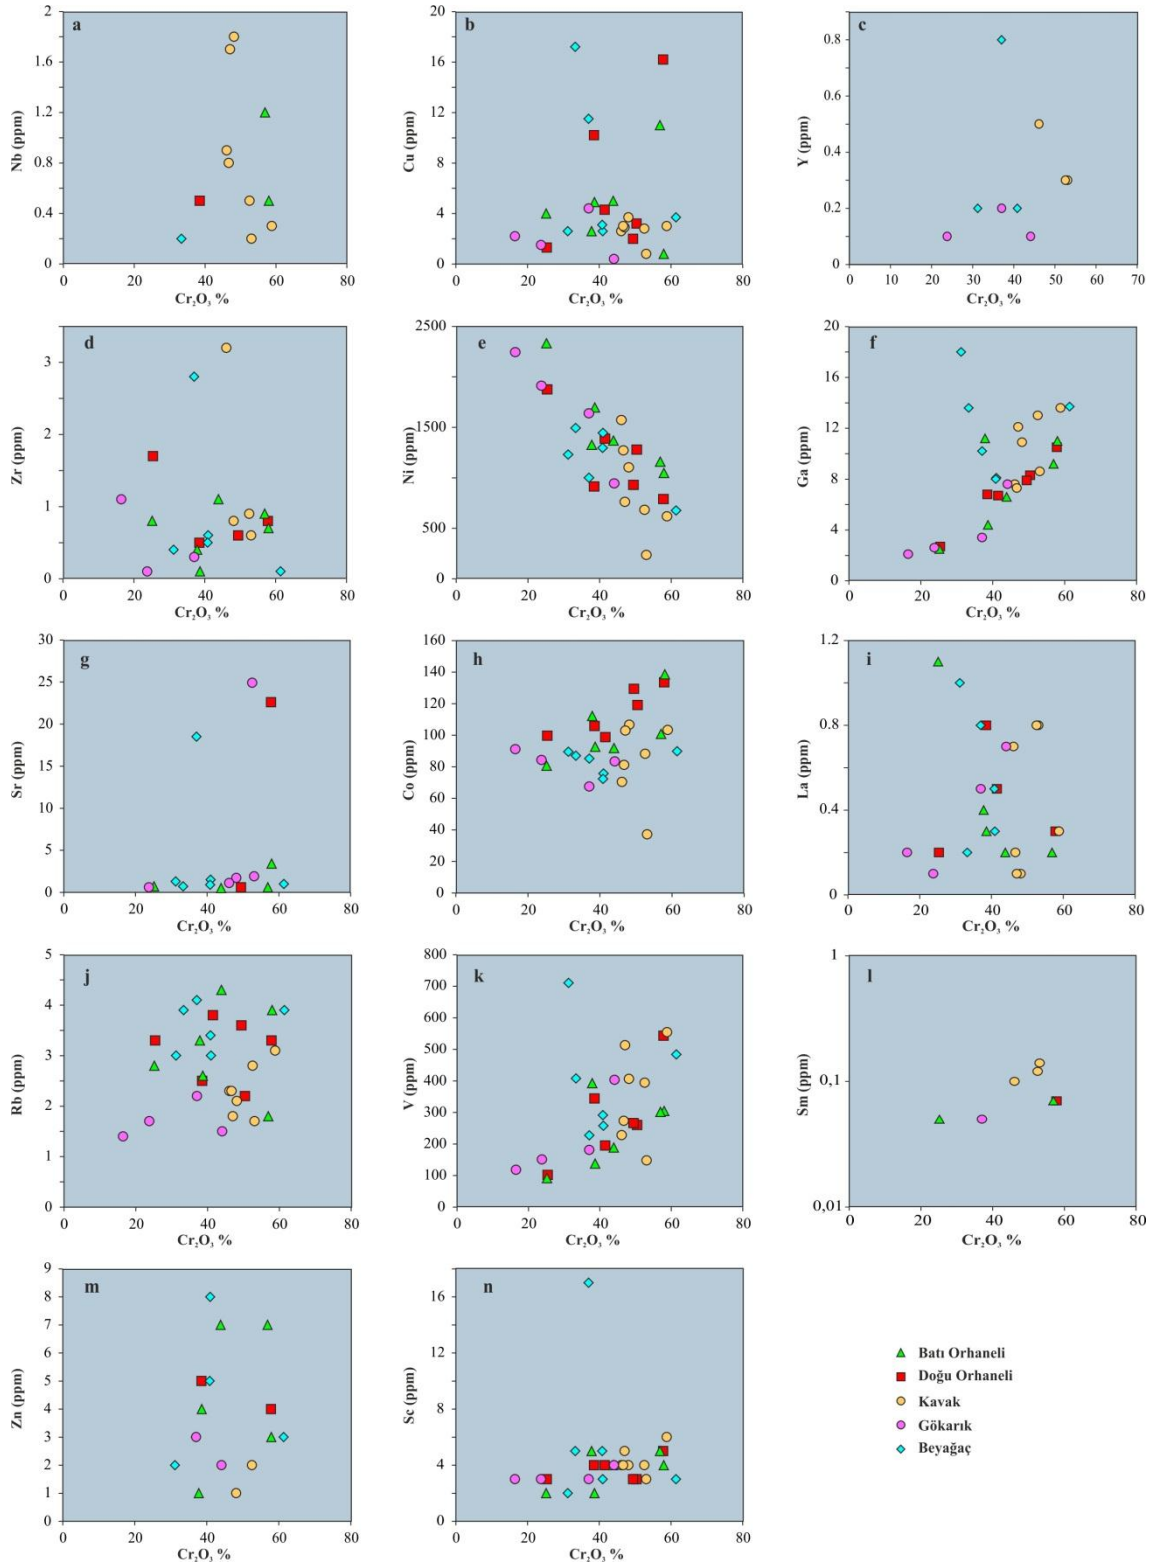 a
Nb (ppm)
2
1.6
1.2
0.8
0.4
0
0 20 40 60 80
Cr₂O₃ %
b
Cu (ppm)
20
16
12
8
4
0
0 20 40 60 80
Cr₂O₃ %
c
Y (ppm)
0.8
0.6
0.4
0.2
0
0 10 20 30 40 50 60 70
Cr₂O₃ %
d
Zr (ppm)
3
2
1
0
0 20 40 60 80
Cr₂O₃ %
e
Ni (ppm)
2500
1500
500
0
0 20 40 60 80
Cr₂O₃ %
f
Ga (ppm)
20
16
12
8
4
0
0 20 40 60 80
Cr₂O₃ %
g
Sr (ppm)
30
25
20
15
10
5
0
0 20 40 60 80
Cr₂O₃ %
h
Co (ppm)
160
140
120
100
80
60
40
20
0
0 20 40 60 80
Cr₂O₃ %
i
La (ppm)
1.2
0.8
0.4
0
0 20 40 60 80
Cr₂O₃ %
j
Rb (ppm)
5
4
3
2
1
0
0 20 40 60 80
Cr₂O₃ %
k
V (ppm)
800
700
600
500
400
300
200
100
0
0 20 40 60 80
Cr₂O₃ %
l
Sm (ppm)
1
0.1
0,01
0 20 40 60 80
Cr₂O₃ %
m
Zn (ppm)
9
8
7
6
5
4
3
2
1
0
0 20 40 60 80
Cr₂O₃ %
n
Sc (ppm)
16
12
8
4
0
0 20 40 60 80
Cr₂O₃ %
Batı Orhaneli
Doğu Orhaneli
Kavak
Gökarık
Beyağaç